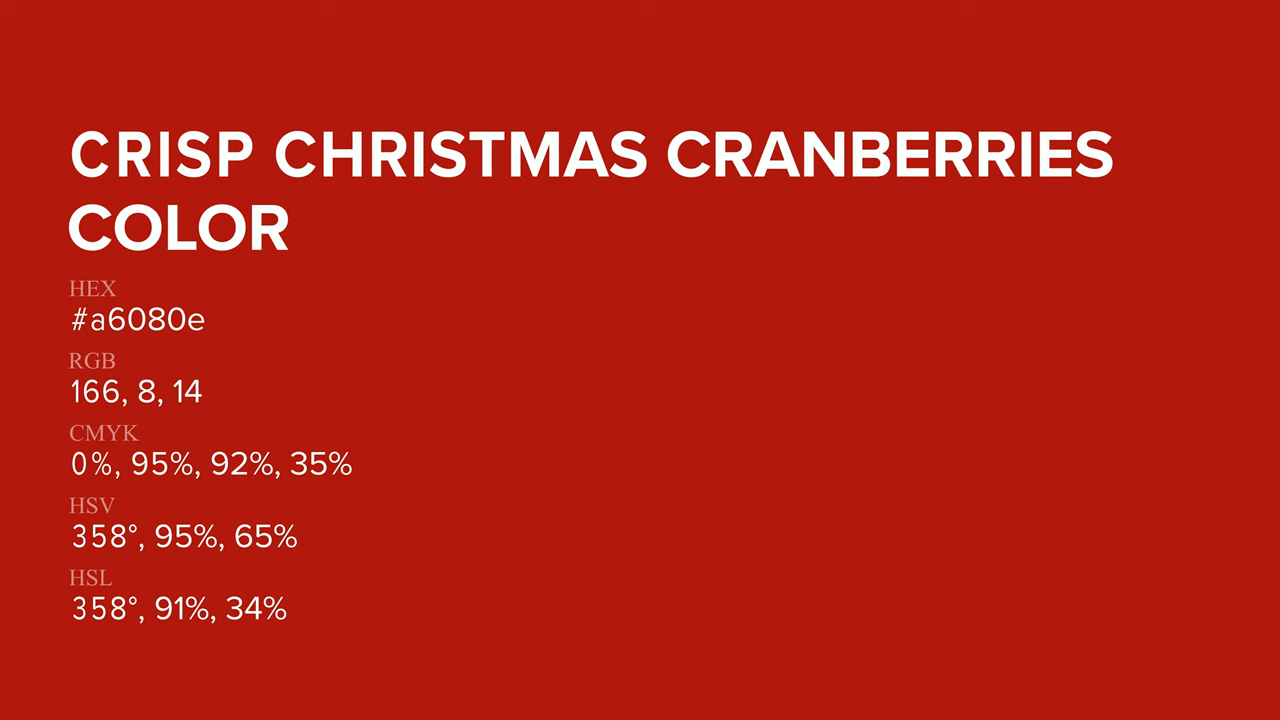 CRISP CHRISTMAS CRANBERRIES
COLOR
HEX
#a6080e
RGB
166, 8, 14
CMYK
0%, 95%, 92%, 35%
HSV
358°, 95%, 65%
HSL
358°, 91%, 34%